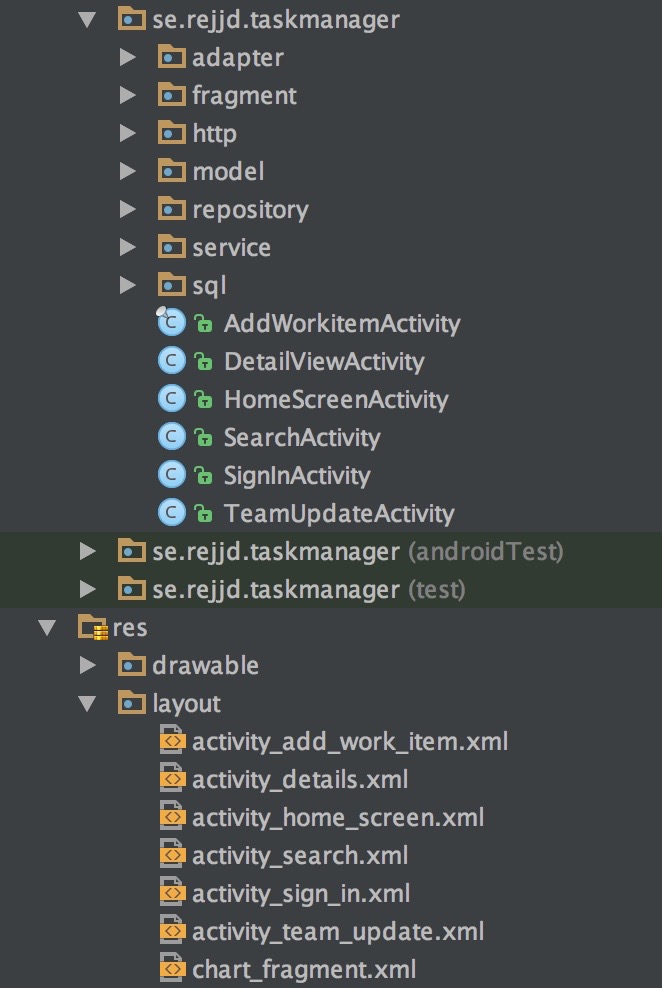 se.rejjd.taskmanager
adapter
fragment
http
model
repository
service
sql
C AddWorkitemActivity
C DetailViewActivity
C HomeScreenActivity
C SearchActivity
C SignInActivity
C TeamUpdateActivity
se.rejjd.taskmanager (androidTest)
se.rejjd.taskmanager (test)
res
drawable
layout
activity_add_work_item.xml
activity_details.xml
activity_home_screen.xml
activity_search.xml
activity_sign_in.xml
activity_team_update.xml
chart_fragment.xml